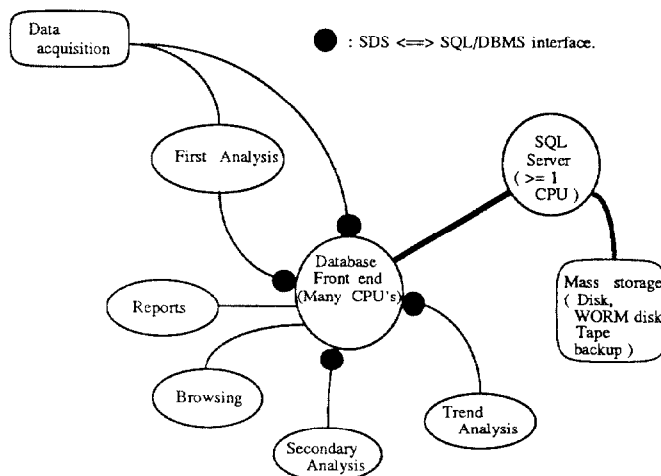 Data
acquisition
: SDS <==> SQL/DBMS interface.
First Analysis
SQL
Server
( >= 1
CPU )
Database
Front end
(Many CPU's)
Mass storage
( Disk,
WORM disk
Tape
backup )
Reports
Browsing
Secondary
Analysis
Trend
Analysis